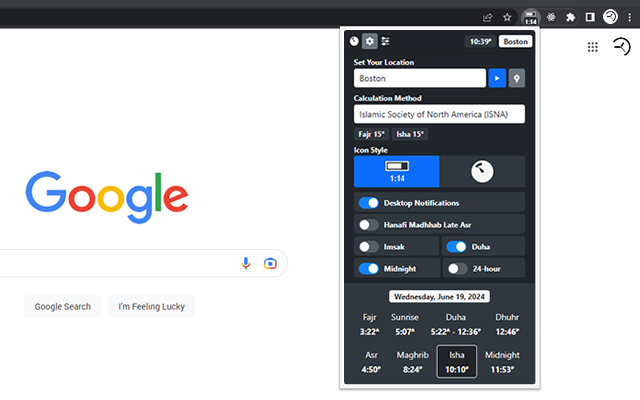 1:14
10:39ᴾ Boston
Set Your Location
Boston
Calculation Method
Islamic Society of North America (ISNA)
Fajr 15° Isha 15°
Icon Style
1:14
Desktop Notifications
Hanafi Madhhab Late Asr
Imsak Duha
Midnight 24-hour
Google
Google Search I'm Feeling Lucky
Wednesday, June 19, 2024
Fajr Sunrise Duha Dhuhr
3:22ᴬ 5:07ᴬ 5:22ᴬ - 12:36ᴾ 12:46ᴾ
Asr Maghrib Isha Midnight
4:50ᴾ 8:24ᴾ 10:10ᴾ 11:53ᴾ